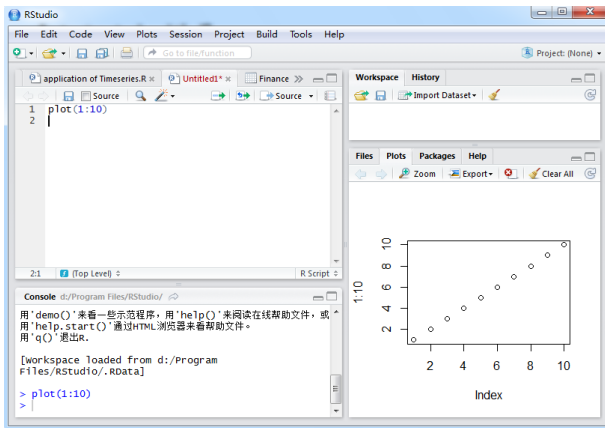 RStudio
File Edit Code View Plots Session Project Build Tools Help
Go to file/function
Project: (None)
application of Timeseries.R Untitled1* Finance
Source Source
1 plot(1:10)
2
2:1 (Top Level) R Script
Console d:/Program Files/RStudio/
用'demo()'来看一些示范程序，用'help()'来阅读在线帮助文件，或
用'help.start()'通过HTML浏览器来看帮助文件。
用'q()'退出R.
[Workspace loaded from d:/Program
Files/RStudio/.RData]
> plot(1:10)
>
Workspace History
Import Dataset
Files Plots Packages Help
Zoom Export Clear All
1:10
10
8
6
4
2
2 4 6 8 10
Index